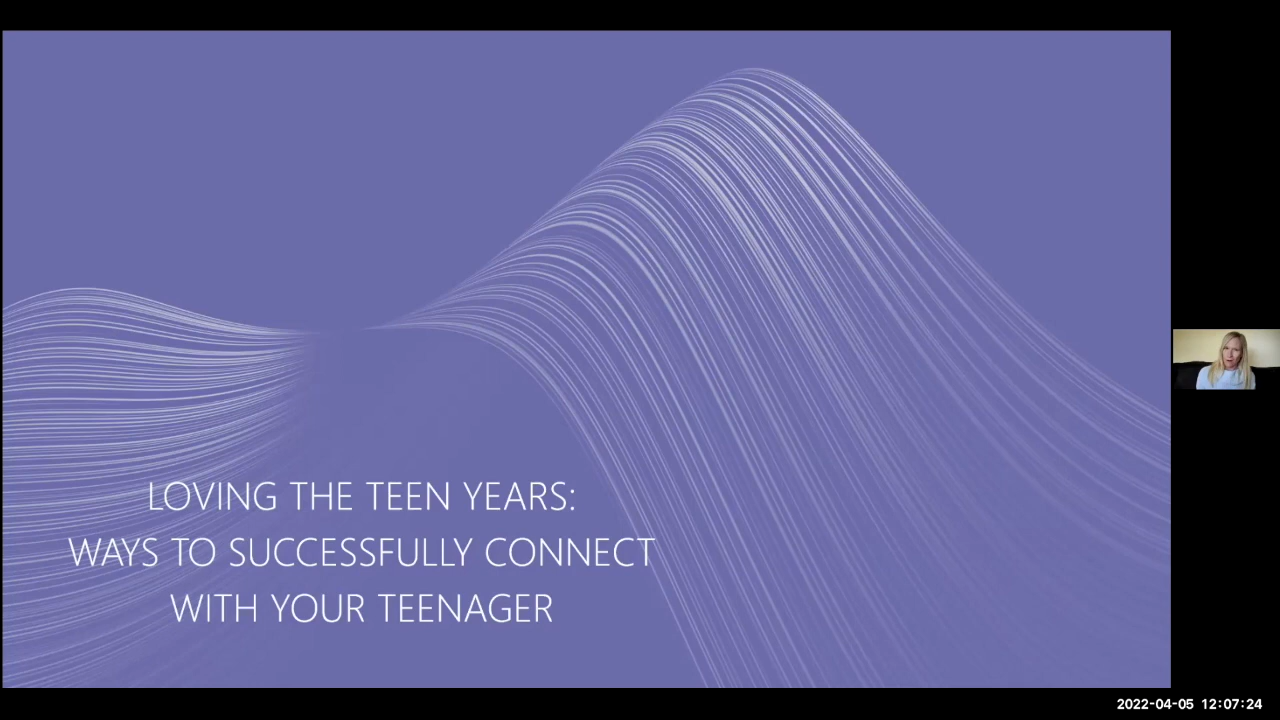 LOVING THE TEEN YEARS:
WAYS TO SUCCESSFULLY CONNECT
WITH YOUR TEENAGER
2022-04-05 12:07:24